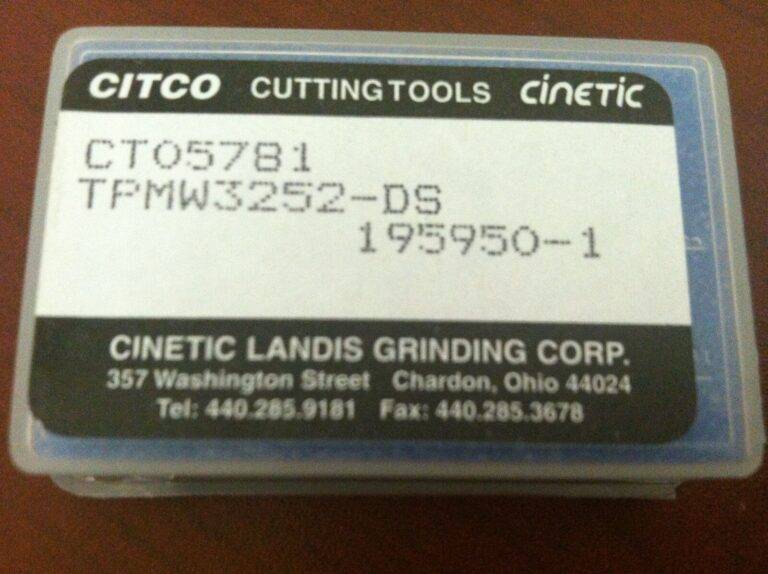 CITCO CUTTING TOOLS CINETIC
CT05781
TPMW3252-DS
195950-1
CINETIC LANDIS GRINDING CORP.
357 Washington Street Chardon, Ohio 44024
Tel: 440.285.9181 Fax: 440.285.3678